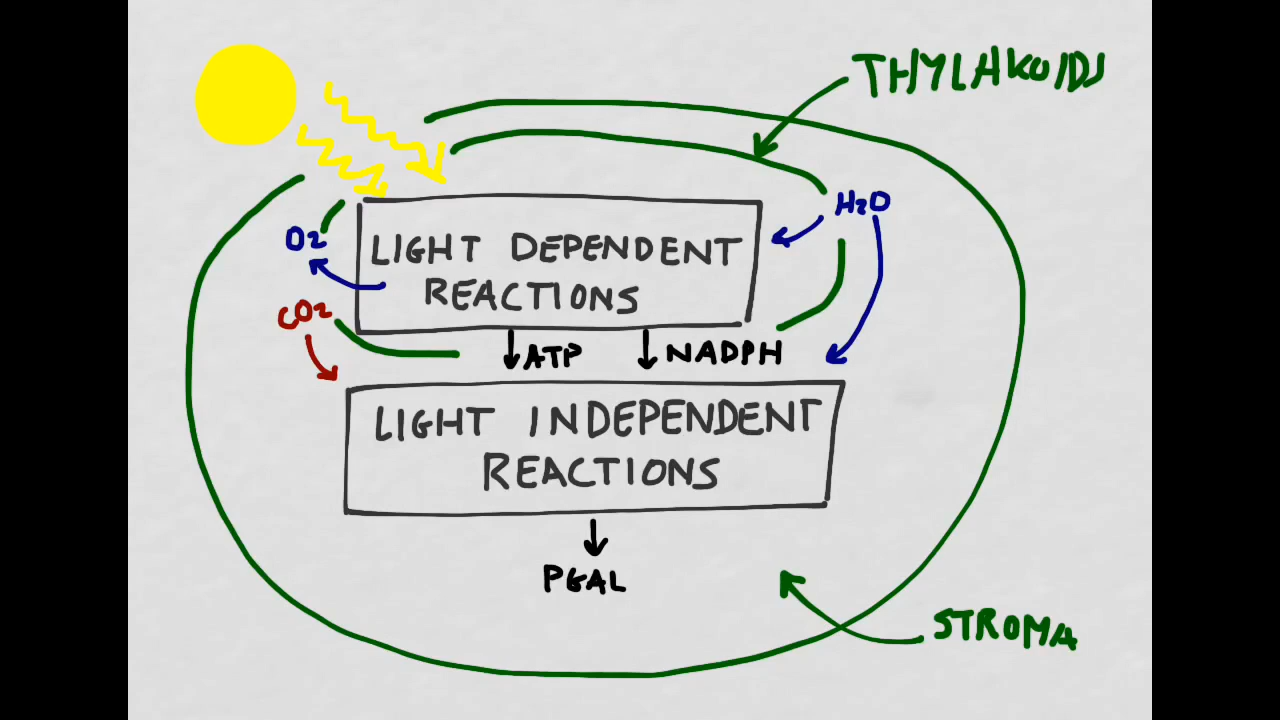 THYLAKOIDS
H2O
O2
LIGHT DEPENDENT
REACTIONS
CO2
ATP
NADPH
LIGHT INDEPENDENT
REACTIONS
PGAL
STROMA